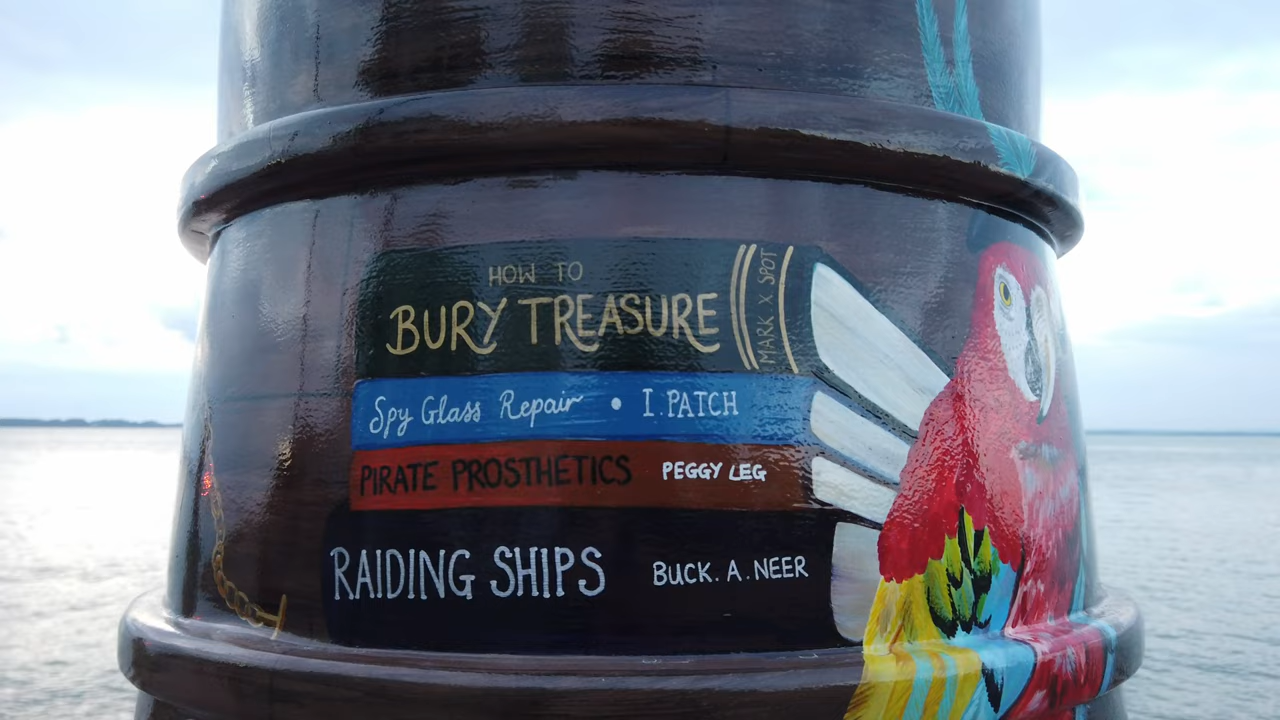 HOW TO
BURY TREASURE
MARK X SPOT
Spy Glass Repair • I.PATCH
PIRATE PROSTHETICS PEGGY LEG
RAIDING SHIPS BUCK. A. NEER